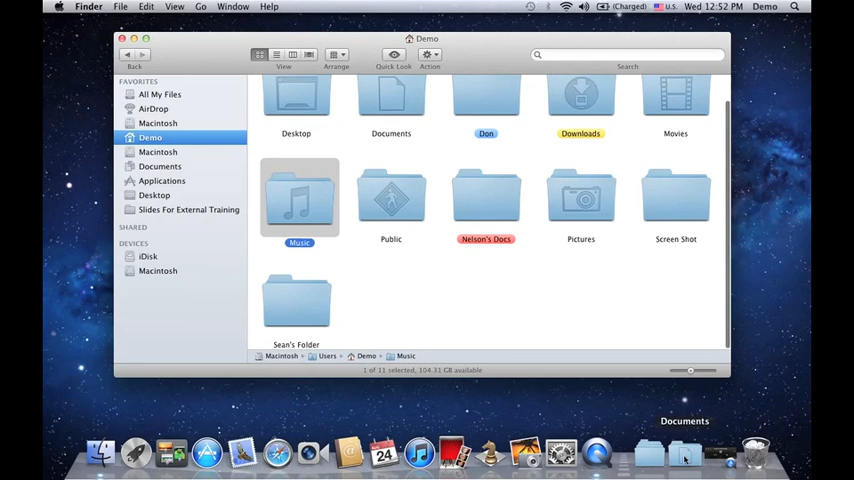 Finder File Edit View Go Window Help
U.S. Wed 12:52 PM Demo
(Charged)
Demo
Back View Arrange Quick Look Action Search
FAVORITES
All My Files
AirDrop
Macintosh
Demo
Macintosh
Documents
Applications
Desktop
Slides For External Training
SHARED
DEVICES
iDisk
Macintosh
Desktop Documents Don Downloads Movies
Music Public Nelson's Docs Pictures Screen Shot
Sean's Folder
Macintosh Users Demo Music
1 of 11 selected, 104.31 GB available
Documents
24